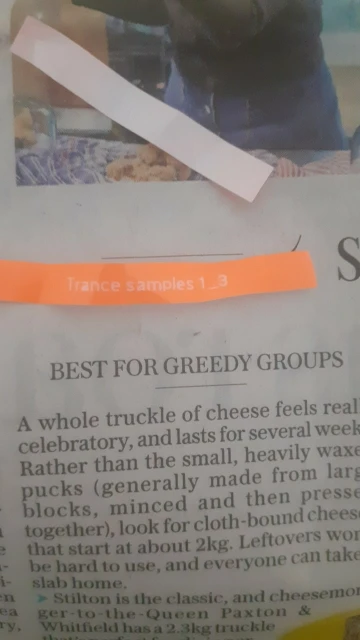 Trance samples 1_3
S
BEST FOR GREEDY GROUPS
A whole truckle of cheese feels real
celebratory, and lasts for several week
Rather than the small, heavily waxe
pucks (generally made from larg
blocks, minced and then presse
together), look for cloth-bound chees
that start at about 2kg. Leftovers won
be hard to use, and everyone can take
slab home.
➤ Stilton is the classic, and cheesemon
ger-to-the-Queen Paxton &
Whitfield has a 2.3kg truckle